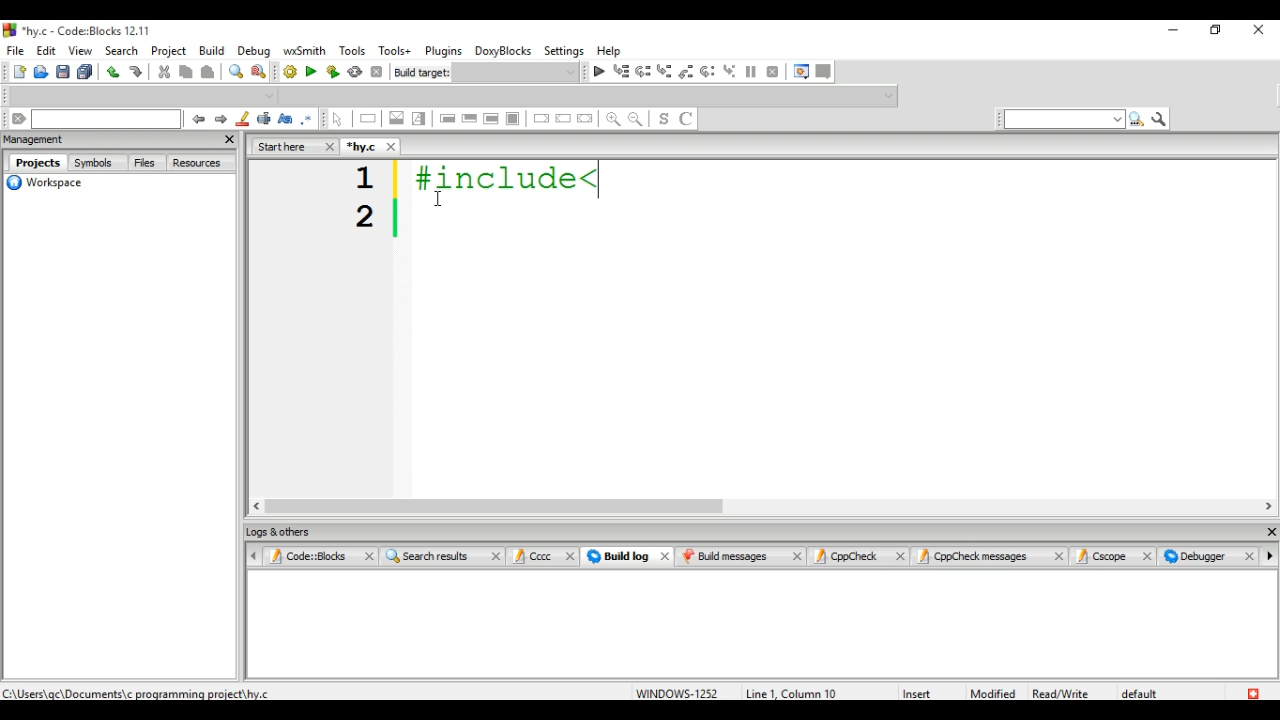 *hy.c - Code::Blocks 12.11
File Edit View Search Project Build Debug wxSmith Tools Tools+ Plugins DoxyBlocks Settings Help
Build target:
S C
Management
Start here *hy.c
Projects Symbols Files Resources
Workspace
1 #include<
2
Logs & others
Code::Blocks Search results Cccc Build log Build messages CppCheck CppCheck messages Cscope Debugger
C:\Users\qc\Documents\c programming project\hy.c WINDOWS-1252 Line 1, Column 10 Insert Modified Read/Write default